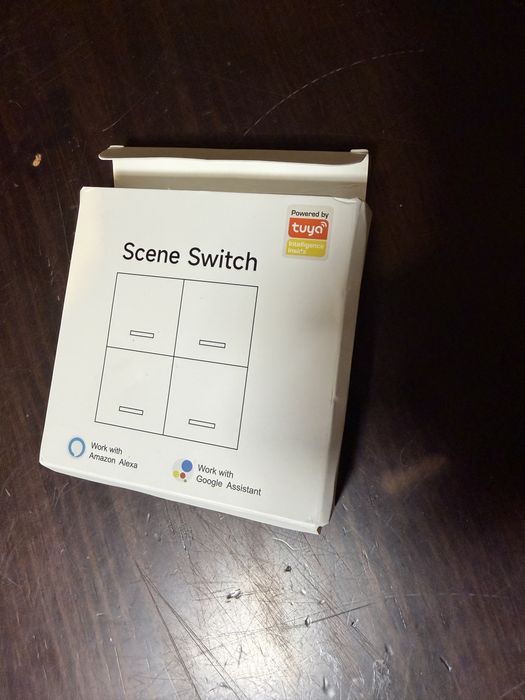 Powered by
tuya
Intelligence
Inside
Scene Switch
Work with
Amazon Alexa
Work with
Google Assistant